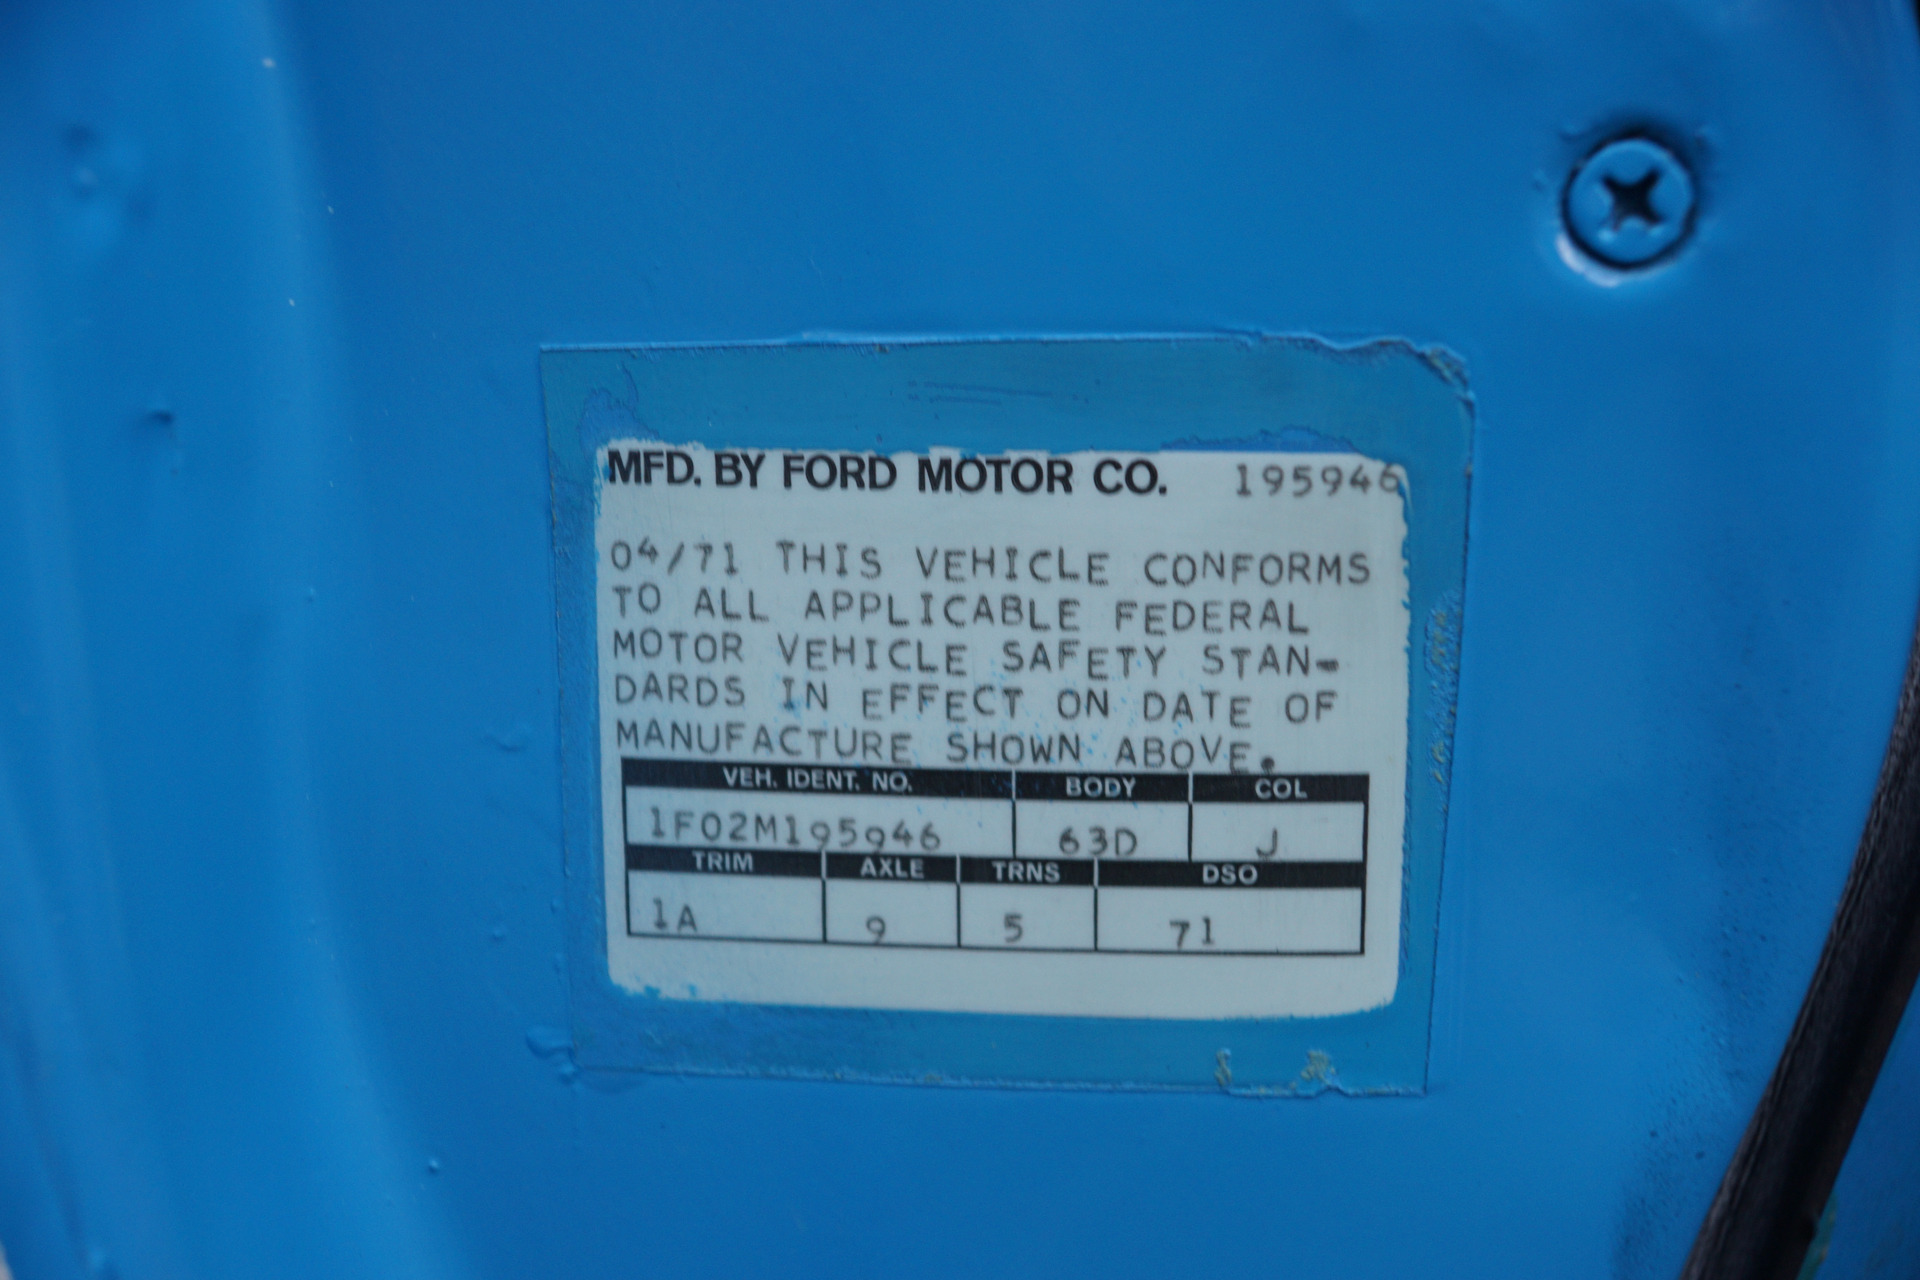 MFD. BY FORD MOTOR CO. 195946
04/71 THIS VEHICLE CONFORMS
TO ALL APPLICABLE FEDERAL
MOTOR VEHICLE SAFETY STAN-
DARDS IN EFFECT ON DATE OF
MANUFACTURE SHOWN ABOVE.
VEH. IDENT. NO. BODY COL
1F02M195946 63D J
TRIM AXLE TRNS DSO
1A 9 5 71